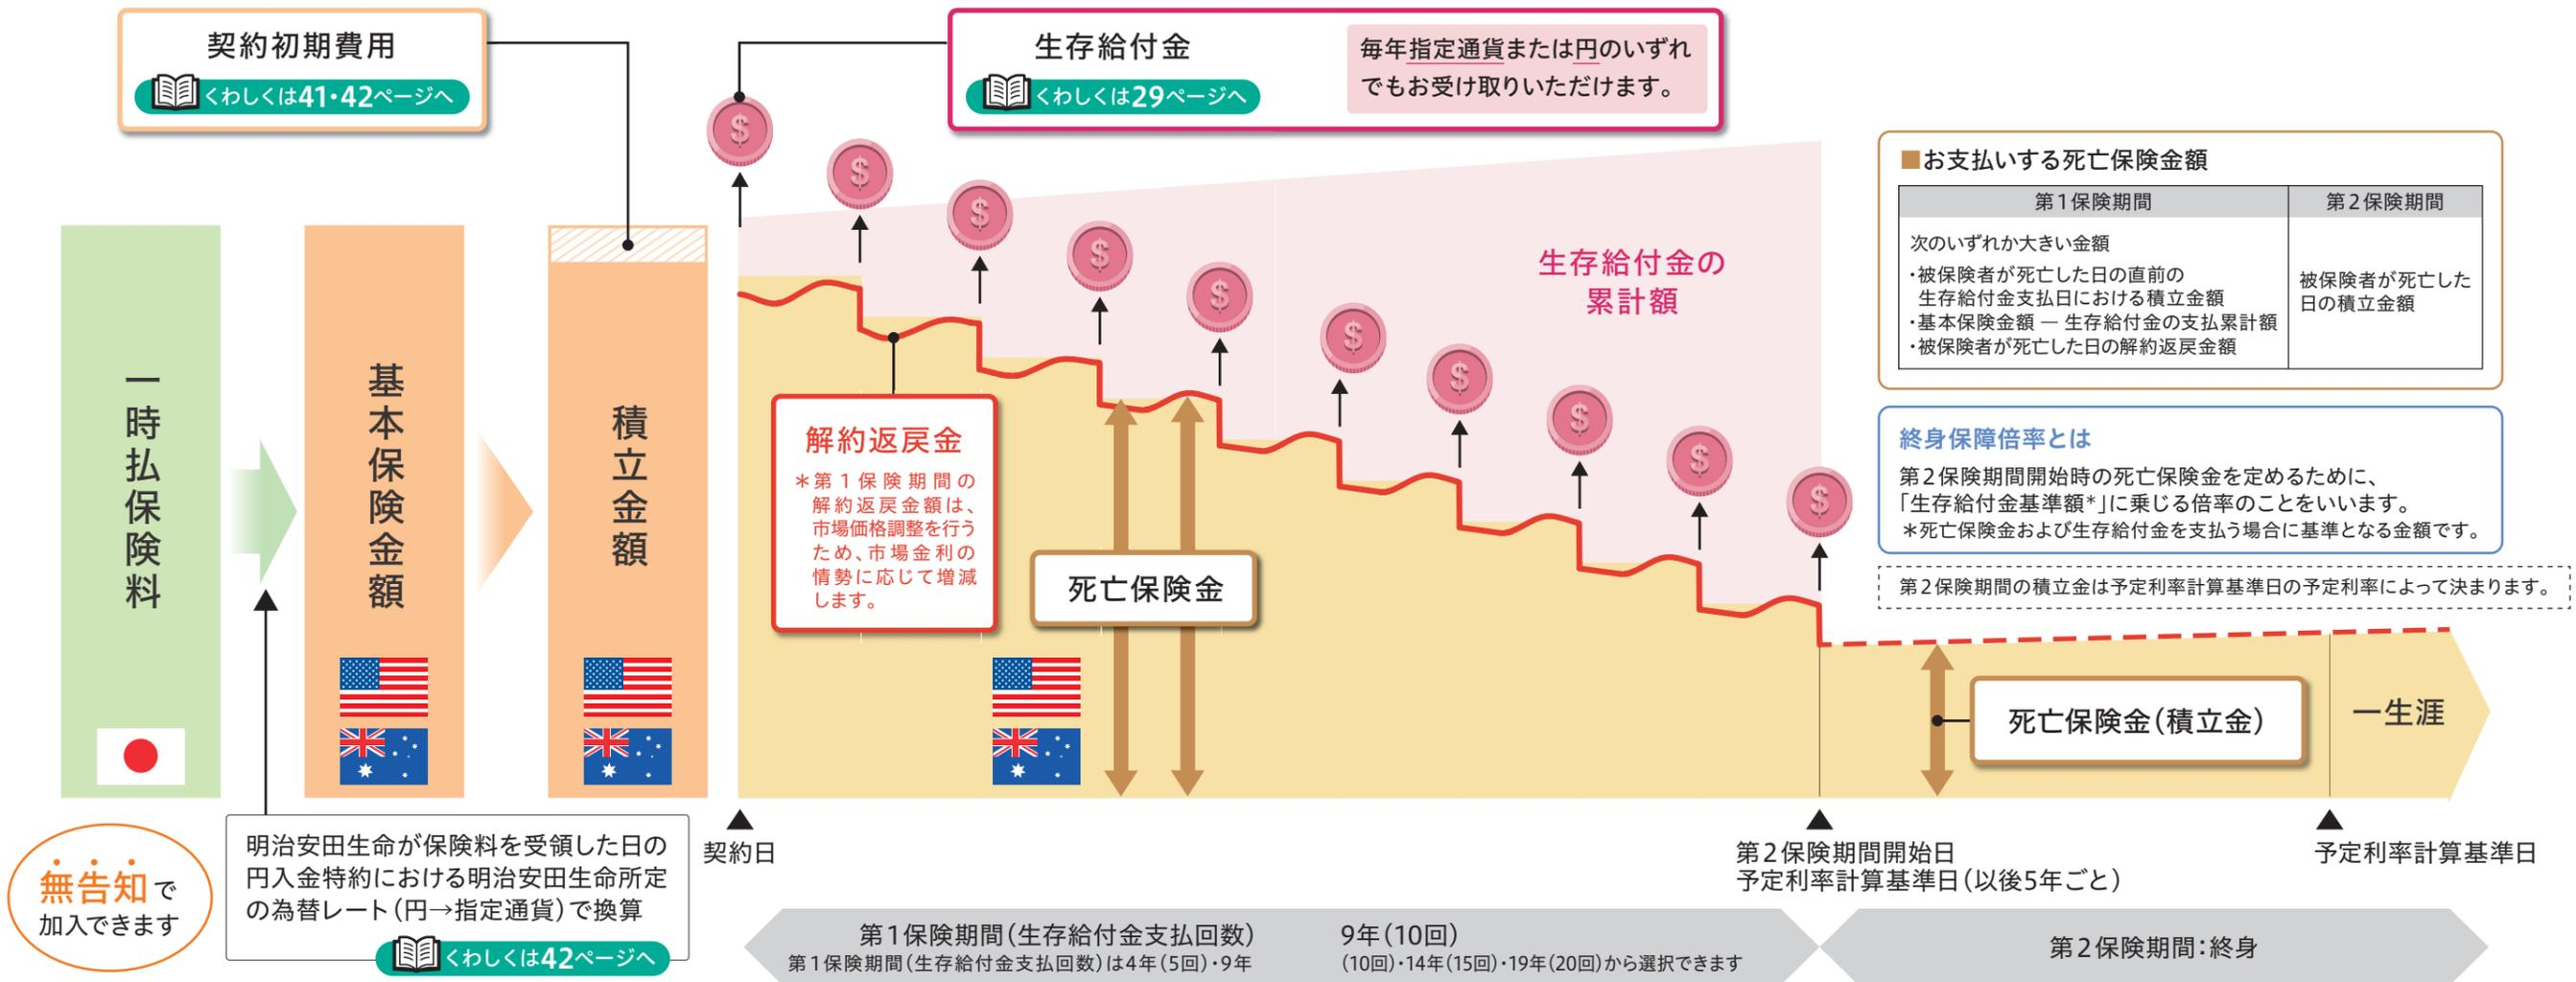 契約初期費用
くわしくは41・42ページへ
生存給付金
くわしくは29ページへ
毎年指定通貨または円のいずれ
でもお受け取りいただけます。
一時払保険料
基本保険金額
積立金額
生存給付金の
累計額
解約返戻金
＊第1保険期間の
解約返戻金額は、
市場価格調整を行う
ため、市場金利の
情勢に応じて増減
します。
死亡保険金
■お支払いする死亡保険金額
第1保険期間
第2保険期間
次のいずれか大きい金額
・被保険者が死亡した日の直前の
生存給付金支払日における積立金額
・基本保険金額 ― 生存給付金の支払累計額
・被保険者が死亡した日の解約返戻金額
被保険者が死亡した
日の積立金額
終身保障倍率とは
第2保険期間開始時の死亡保険金を定めるために、
「生存給付金基準額＊」に乗じる倍率のことをいいます。
＊死亡保険金および生存給付金を支払う場合に基準となる金額です。
第2保険期間の積立金は予定利率計算基準日の予定利率によって決まります。
死亡保険金（積立金）
一生涯
無告知で
加入できます
明治安田生命が保険料を受領した日の
円入金特約における明治安田生命所定
の為替レート（円→指定通貨）で換算
くわしくは42ページへ
契約日
第2保険期間開始日
予定利率計算基準日（以後5年ごと）
予定利率計算基準日
第1保険期間（生存給付金支払回数） 9年（10回）
第1保険期間（生存給付金支払回数）は4年（5回）・9年 （10回）・14年（15回）・19年（20回）から選択できます
第2保険期間：終身